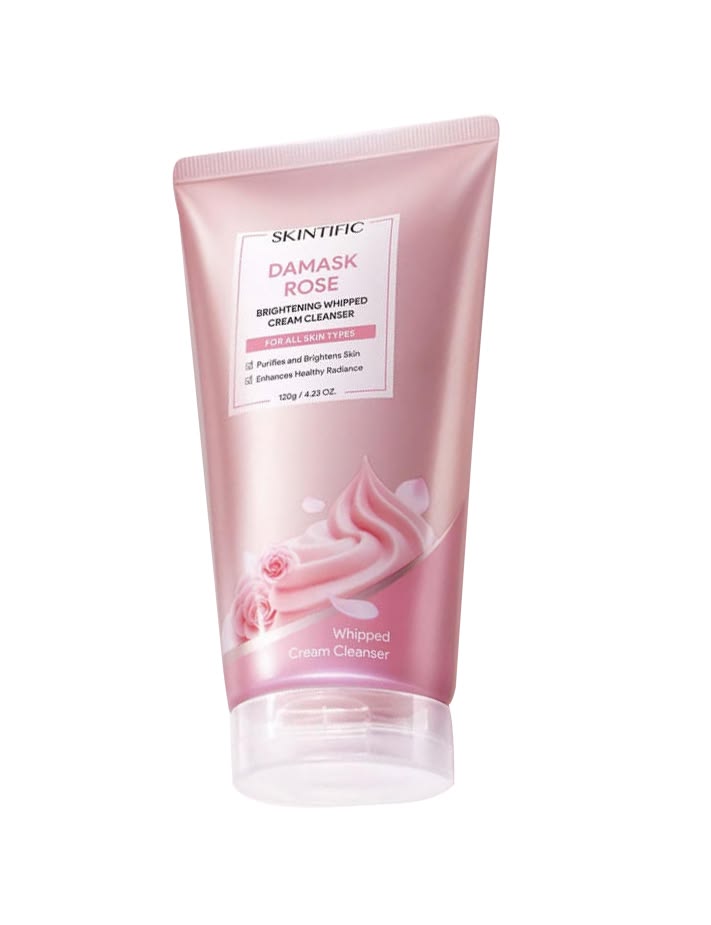 SKINTIFIC
DAMASK
ROSE
BRIGHTENING WHIPPED
CREAM CLEANSER
FOR ALL SKIN TYPES
Purifies and Brightens Skin
Enhances Healthy Radiance
120g / 4.23 OZ.
Whipped
Cream Cleanser